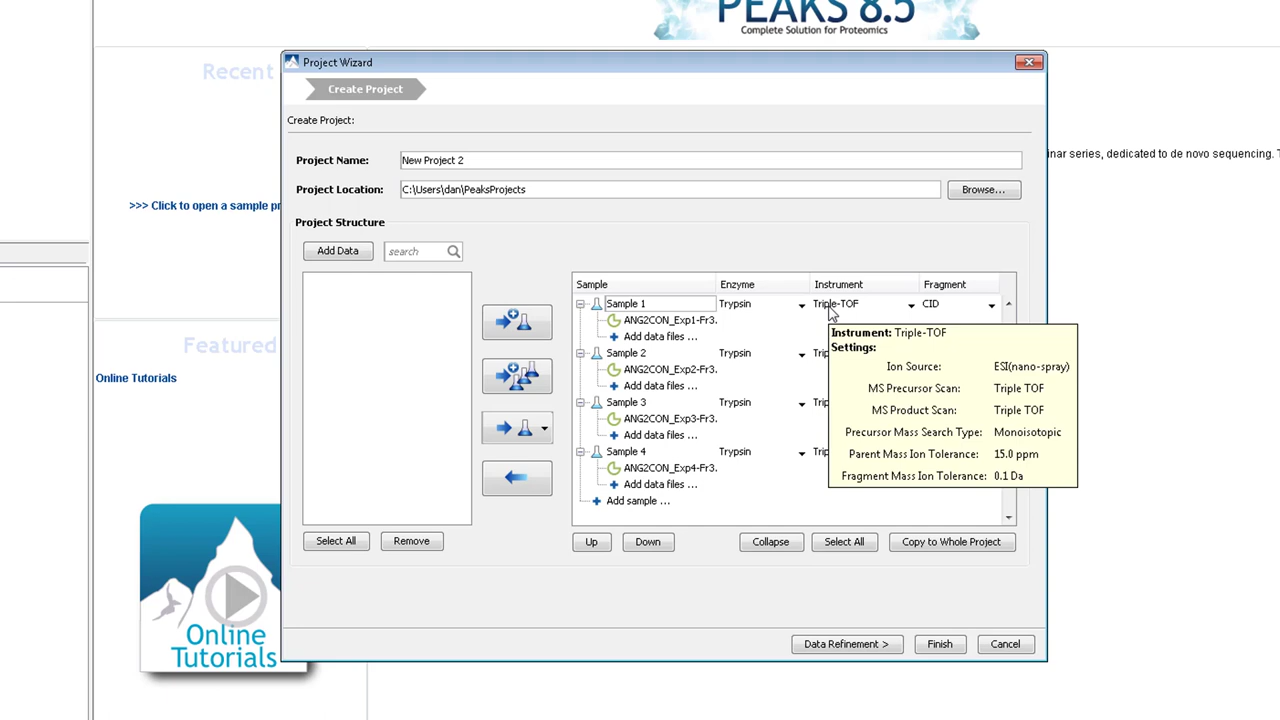 PEAKS 8.5
Complete Solution for Proteomics
Recent
inar series, dedicated to de novo sequencing. T
>>> Click to open a sample pr
Featured
Online Tutorials
Online
Tutorials
Project Wizard
Create Project
Create Project:
Project Name: New Project 2
Project Location: C:\Users\dan\PeaksProjects Browse...
Project Structure
Add Data search
Sample Enzyme Instrument Fragment
Sample 1 Trypsin Triple-TOF CID
ANG2CON_Exp1-Fr3.
Add data files ...
Sample 2 Trypsin Trip
ANG2CON_Exp2-Fr3.
Add data files ...
Sample 3 Trypsin Trip
ANG2CON_Exp3-Fr3.
Add data files ...
Sample 4 Trypsin Trip
ANG2CON_Exp4-Fr3.
Add data files ...
Add sample ...
Instrument: Triple-TOF
Settings:
Ion Source: ESI(nano-spray)
MS Precursor Scan: Triple TOF
MS Product Scan: Triple TOF
Precursor Mass Search Type: Monoisotopic
Parent Mass Ion Tolerance: 15.0 ppm
Fragment Mass Ion Tolerance: 0.1 Da
Select All Remove Up Down Collapse Select All Copy to Whole Project
Data Refinement > Finish Cancel